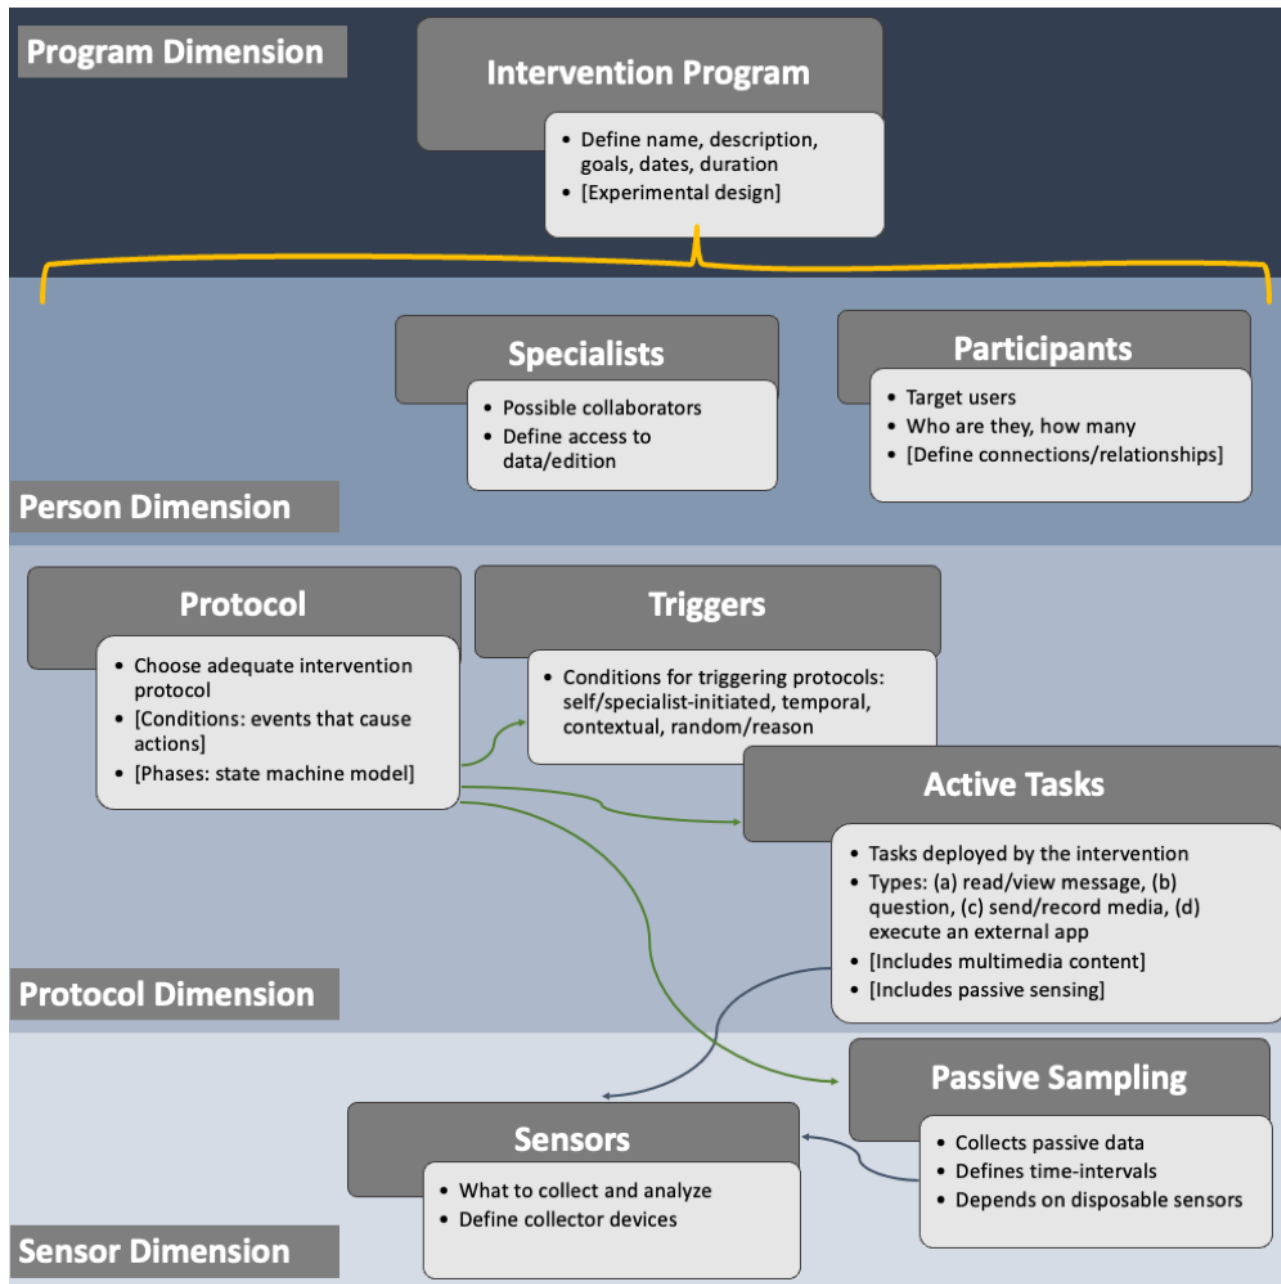 Program Dimension
Intervention Program
• Define name, description,
goals, dates, duration
• [Experimental design]
Specialists
• Possible collaborators
• Define access to
data/edition
Participants
• Target users
• Who are they, how many
• [Define connections/relationships]
Person Dimension
Protocol
• Choose adequate intervention
protocol
• [Conditions: events that cause
actions]
• [Phases: state machine model]
Triggers
• Conditions for triggering protocols:
self/specialist-initiated, temporal,
contextual, random/reason
Active Tasks
• Tasks deployed by the intervention
• Types: (a) read/view message, (b)
question, (c) send/record media, (d)
execute an external app
• [Includes multimedia content]
• [Includes passive sensing]
Protocol Dimension
Passive Sampling
• Collects passive data
• Defines time-intervals
• Depends on disposable sensors
Sensors
• What to collect and analyze
• Define collector devices
Sensor Dimension